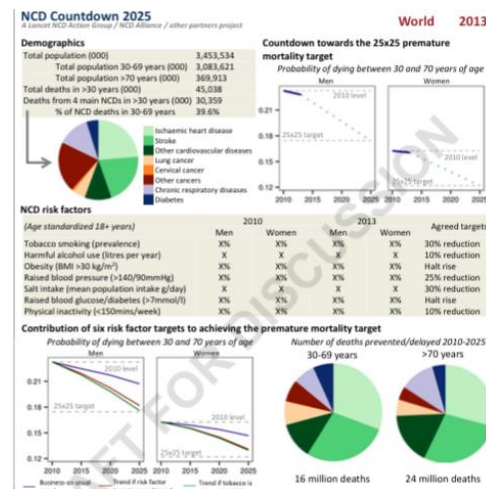 NCD Countdown 2025
A Lancet NCD Action Group / NCD Alliance / other partners project
World 2013
Demographics
Total population (000) 3,453,534
Total population 30-69 years (000) 3,083,621
Total population >70 years (000) 369,913
Total deaths in >30 years (000) 45,038
Deaths from 4 main NCDs in >30 years (000) 30,359
% of NCD deaths in 30-69 years 39.6%
Ischaemic heart disease
Stroke
Other cardiovascular diseases
Lung cancer
Cervical cancer
Other cancers
Chronic respiratory diseases
Diabetes
Countdown towards the 25x25 premature
mortality target
Probability of dying between 30 and 70 years of age
Men Women
0.21
0.18
0.15
0.12
2010 level
25x25 target
2010 level
25x25 target
2010 2015 2020 2025 2010 2015 2020 2025
NCD risk factors
2010 2013
(Age standardized 18+ years) Men Women Men Women Agreed targets
Tobacco smoking (prevalence) X% X% X% X% 30% reduction
Harmful alcohol use (litres per year) X X X X 10% reduction
Obesity (BMI >30 kg/m²) X% X% X% X% Halt rise
Raised blood pressure (>140/90mmHg) X% X% X% X% 25% reduction
Salt intake (mean population intake g/day) X X X X 30% reduction
Raised blood glucose/diabetes (>7mmol/l) X% X% X% X% Halt rise
Physical inactivity (<150mins/week) X% X% X% X% 10% reduction
Contribution of six risk factor targets to achieving the premature mortality target
Probability of dying between 30 and 70 years of age
Men Women
0.21
0.18
0.15
0.12
2010 level
25x25 target
2010 level
25x25 target
2010 2015 2020 2025 2010 2015 2020 2025
Business-as-usual Trend if risk factor Trend if tobacco is
Number of deaths prevented/delayed 2010-2025
30-69 years >70 years
16 million deaths 24 million deaths
FOR DISCUSSION